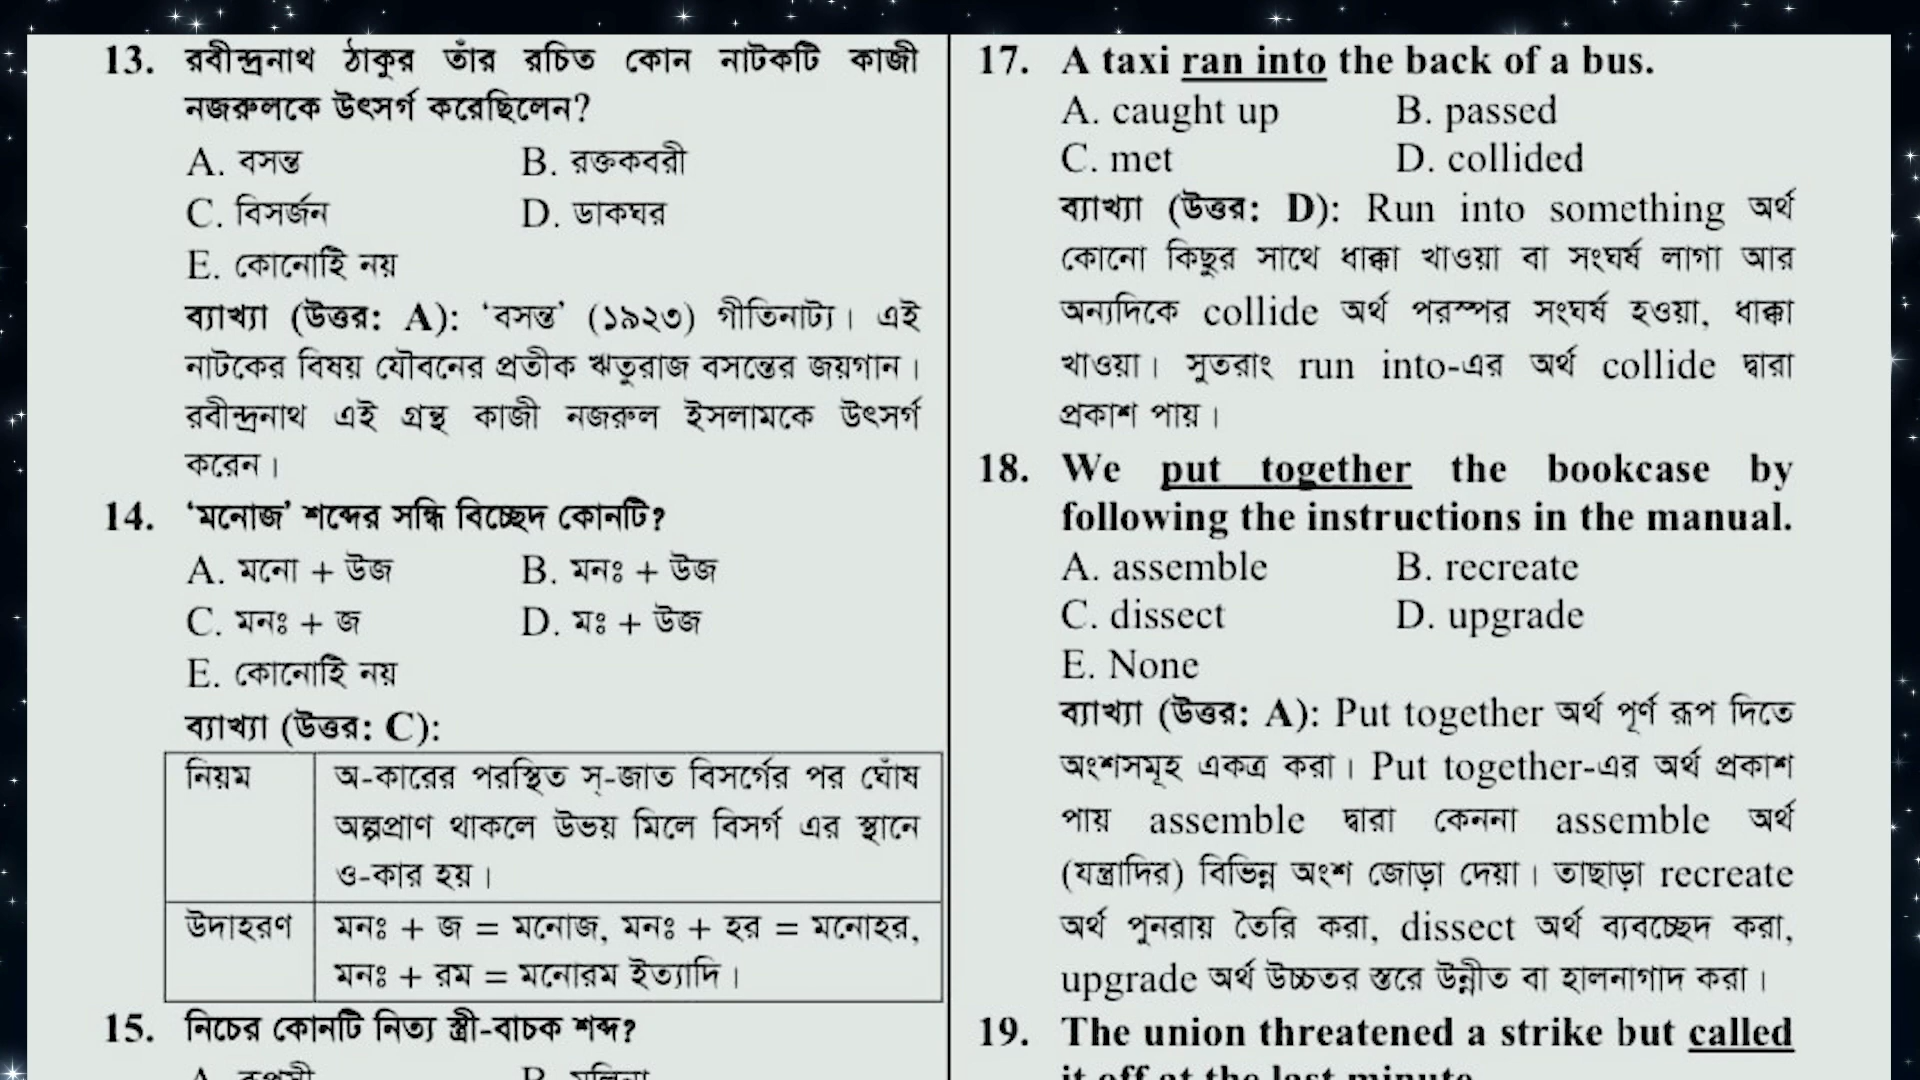 13. রবীন্দ্রনাথ ঠাকুর তাঁর রচিত কোন নাটকটি কাজী
নজরুলকে উৎসর্গ করেছিলেন?
A. বসন্ত B. রক্তকবরী
C. বিসর্জন D. ডাকঘর
E. কোনোটিই নয়
ব্যাখ্যা (উত্তর: A): ‘বসন্ত’ (১৯২৩) গীতিনাট্য। এই
নাটকের বিষয় যৌবনের প্রতীক ঋতুরাজ বসন্তের জয়গান।
রবীন্দ্রনাথ এই গ্রন্থ কাজী নজরুল ইসলামকে উৎসর্গ
করেন।
14. ‘মনোজ’ শব্দের সন্ধি বিচ্ছেদ কোনটি?
A. মনো + উজ B. মনঃ + উজ
C. মনঃ + জ D. মঃ + উজ
E. কোনোটিই নয়
ব্যাখ্যা (উত্তর: C):
নিয়ম অ-কারের পরস্থিত স্-জাত বিসর্গের পর ঘোঁষ
অল্পপ্রাণ থাকলে উভয় মিলে বিসর্গ এর স্থানে
ও-কার হয়।
উদাহরণ মনঃ + জ = মনোজ, মনঃ + হর = মনোহর,
মনঃ + রম = মনোরম ইত্যাদি।
15. নিচের কোনটি নিত্য স্ত্রী-বাচক শব্দ?
A. রূপসী B. মলিনা
17. A taxi ran into the back of a bus.
A. caught up B. passed
C. met D. collided
ব্যাখ্যা (উত্তর: D): Run into something অর্থ
কোনো কিছুর সাথে ধাক্কা খাওয়া বা সংঘর্ষ লাগা আর
অন্যদিকে collide অর্থ পরস্পর সংঘর্ষ হওয়া, ধাক্কা
খাওয়া। সুতরাং run into-এর অর্থ collide দ্বারা
প্রকাশ পায়।
18. We put together the bookcase by
following the instructions in the manual.
A. assemble B. recreate
C. dissect D. upgrade
E. None
ব্যাখ্যা (উত্তর: A): Put together অর্থ পূর্ণ রূপ দিতে
অংশসমূহ একত্র করা। Put together-এর অর্থ প্রকাশ
পায় assemble দ্বারা কেননা assemble অর্থ
(যন্ত্রাদির) বিভিন্ন অংশ জোড়া দেয়া। তাছাড়া recreate
অর্থ পুনরায় তৈরি করা, dissect অর্থ ব্যবচ্ছেদ করা,
upgrade অর্থ উচ্চতর স্তরে উন্নীত বা হালনাগাদ করা।
19. The union threatened a strike but called
it off at the last minute.